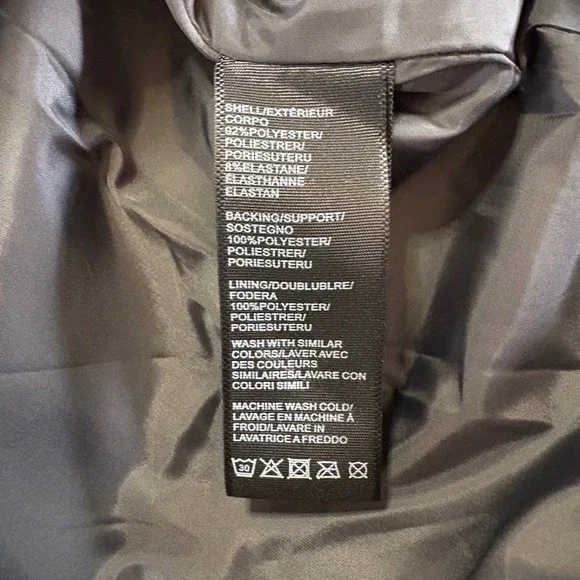 SHELL/EXTÉRIEUR
CORPO
92%POLYESTER/
POLIESTRER/
PORIESUTERU
8%ELASTANE/
ÉLASTHANNE
ELASTAN
BACKING/SUPPORT/
SOSTEGNO
100%POLYESTER/
POLIESTRER/
PORIESUTERU
LINING/DOUBLUBLRE/
FODERA
100%POLYESTER/
POLIESTRER/
PORIESUTERU
WASH WITH SIMILAR
COLORS/LAVER AVEC
DES COULEURS
SIMILAIRES/LAVARE CON
COLORI SIMILI
MACHINE WASH COLD/
LAVAGE EN MACHINE À
FROID/LAVARE IN
LAVATRICE A FREDDO
30